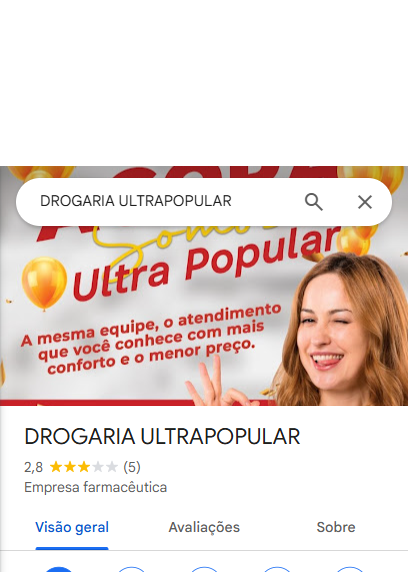 DROGARIA ULTRAPOPULAR
Ultra Popular
A mesma equipe, o atendimento
que você conhece com mais
conforto e o menor preço.
DROGARIA ULTRAPOPULAR
2,8 (5)
Empresa farmacêutica
Visão geral Avaliações Sobre